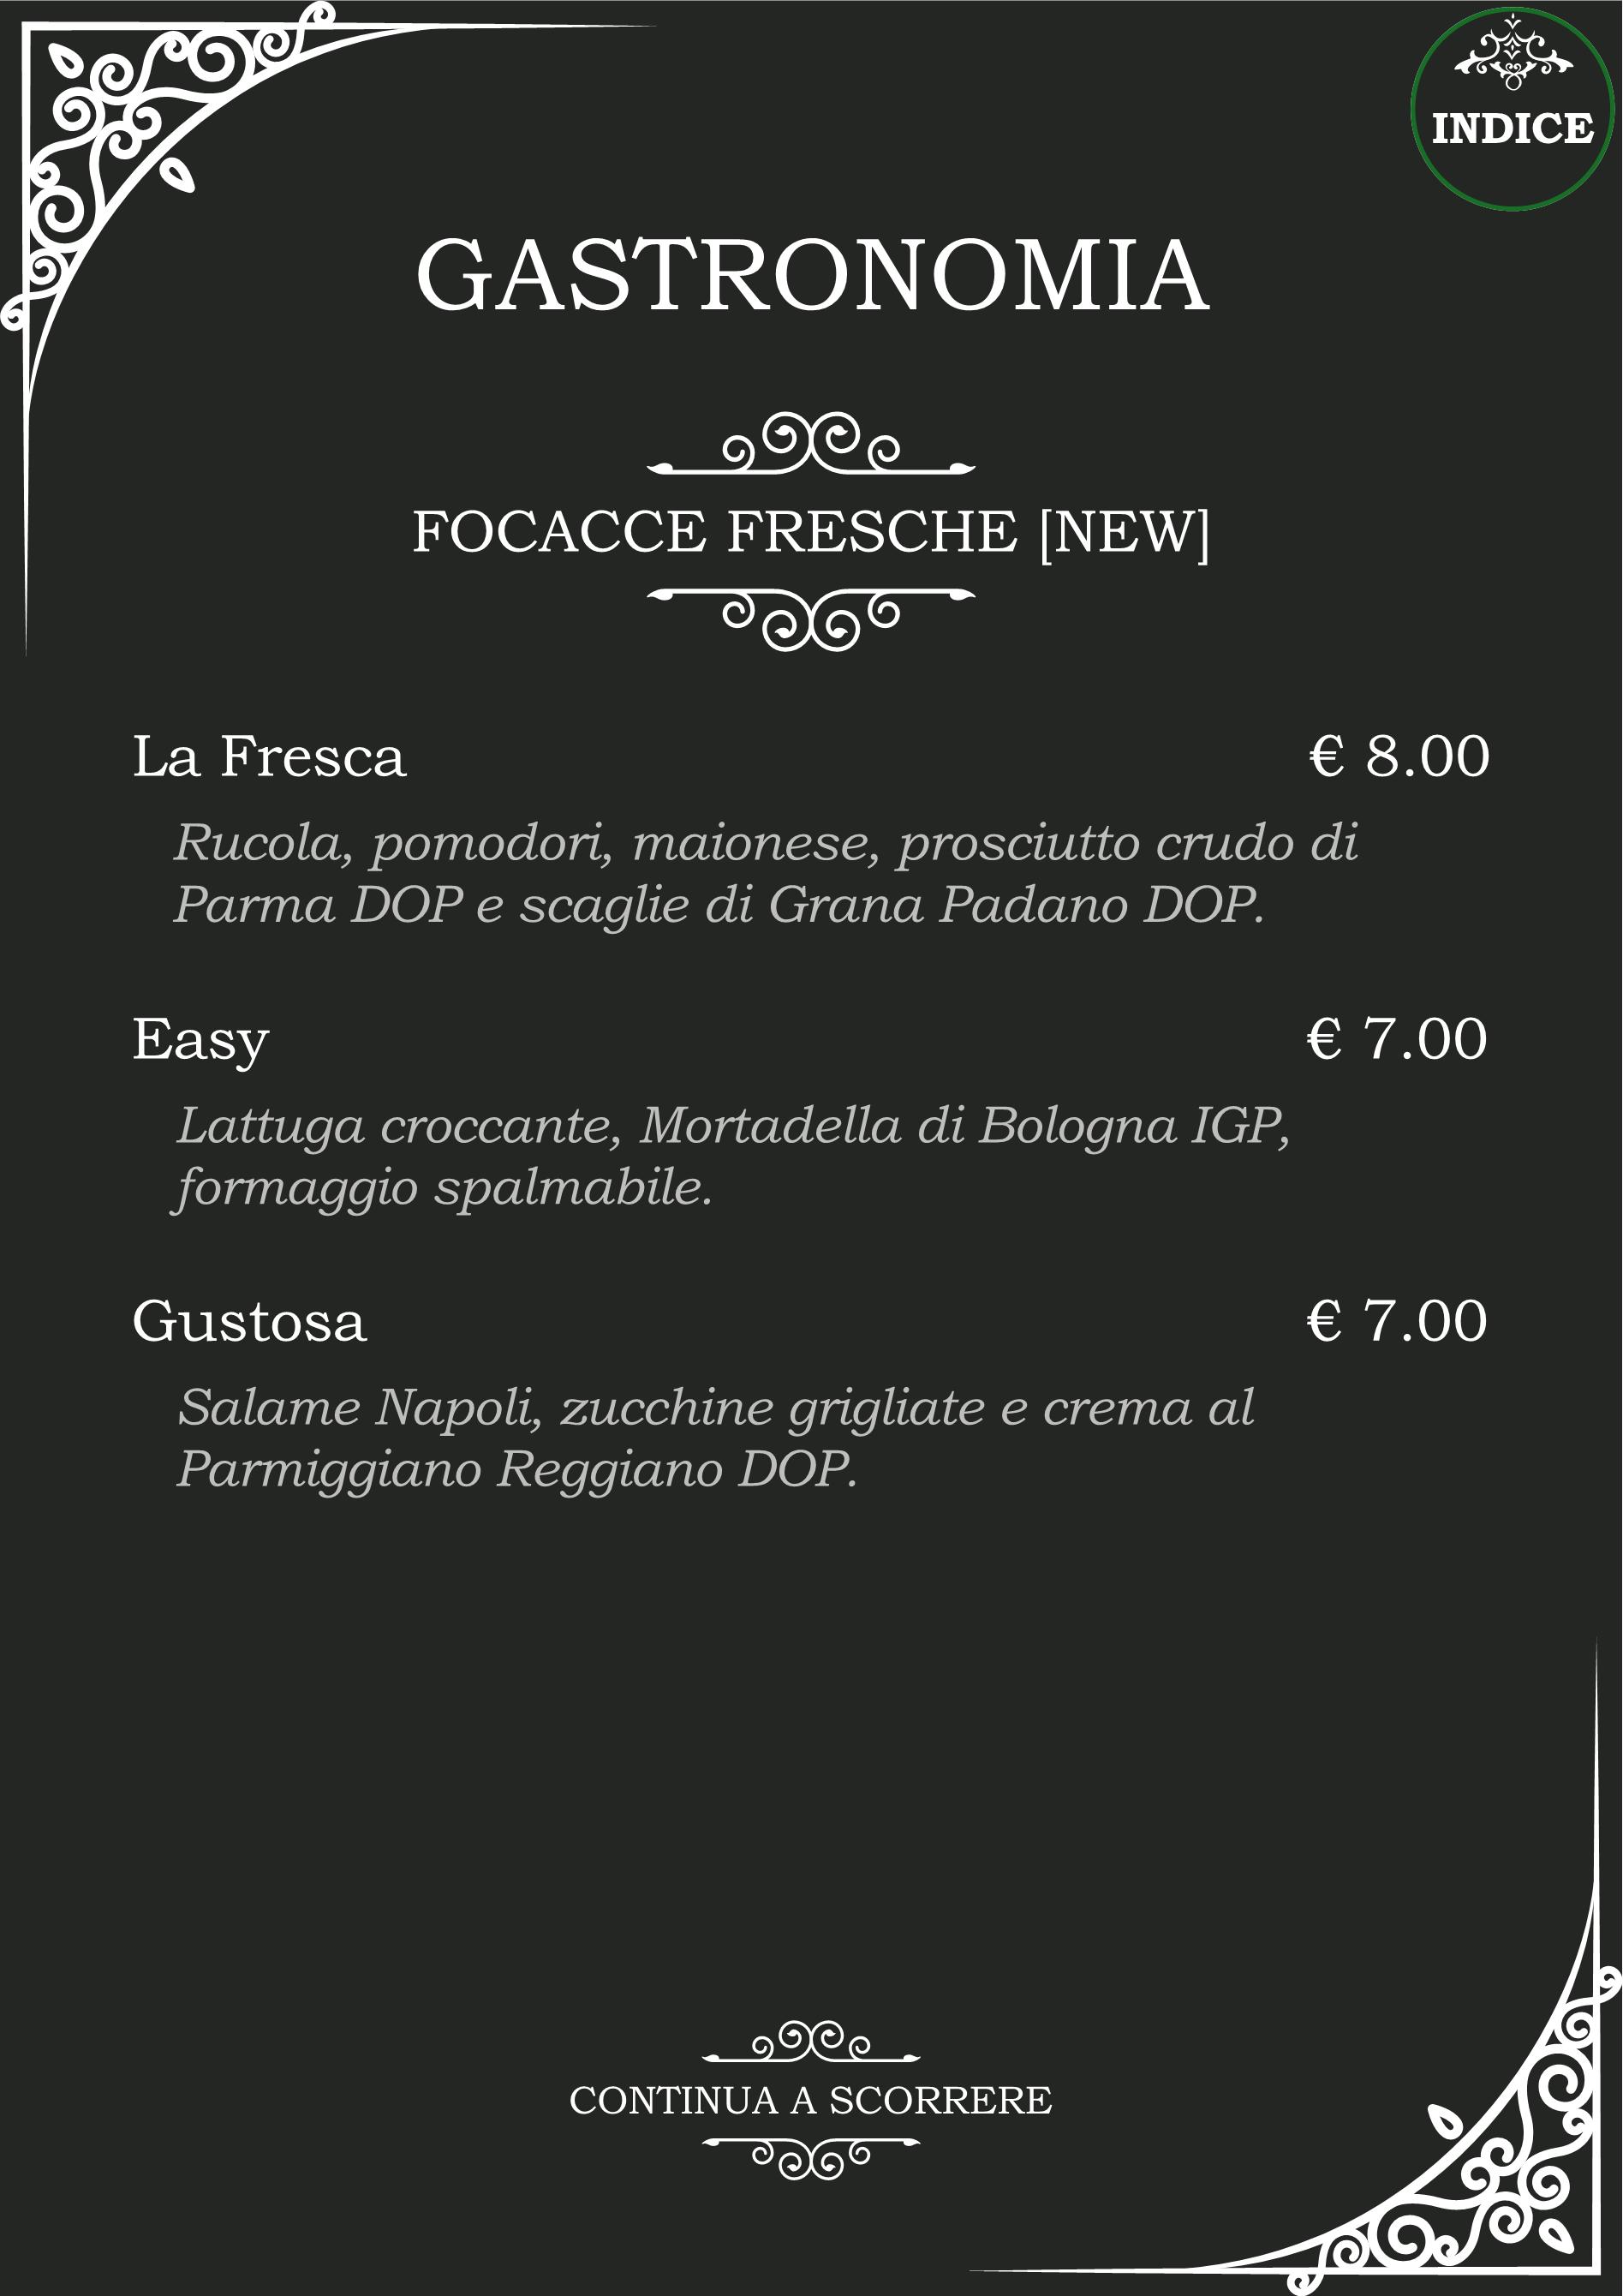 INDICE
GASTRONOMIA
FOCACCE FRESCHE [NEW]
La Fresca € 8.00
Rucola, pomodori, maionese, prosciutto crudo di
Parma DOP e scaglie di Grana Padano DOP.
Easy € 7.00
Lattuga croccante, Mortadella di Bologna IGP,
formaggio spalmabile.
Gustosa € 7.00
Salame Napoli, zucchine grigliate e crema al
Parmiggiano Reggiano DOP.
CONTINUA A SCORRERE